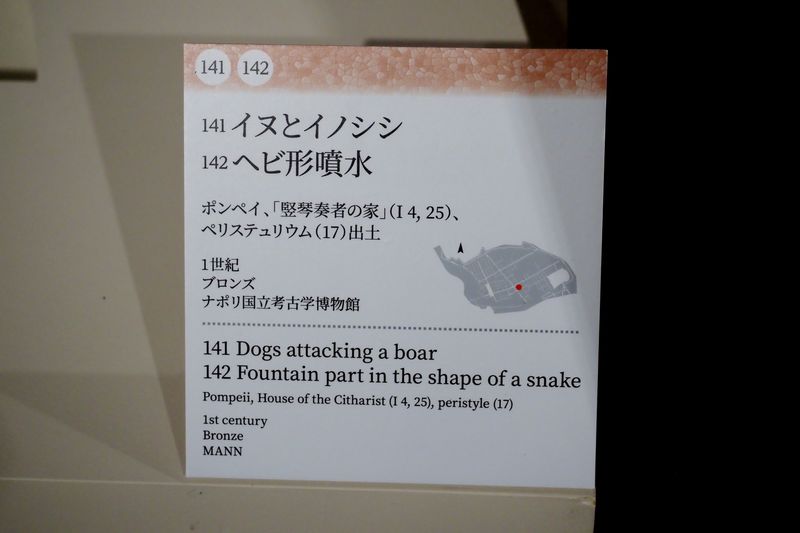 141 142
141 イヌとイノシシ
142 ヘビ形噴水
ポンペイ、「竪琴奏者の家」(I 4, 25)、
ペリステュリウム(17)出土
1世紀
ブロンズ
ナポリ国立考古学博物館
141 Dogs attacking a boar
142 Fountain part in the shape of a snake
Pompeii, House of the Citharist (I 4, 25), peristyle (17)
1st century
Bronze
MANN